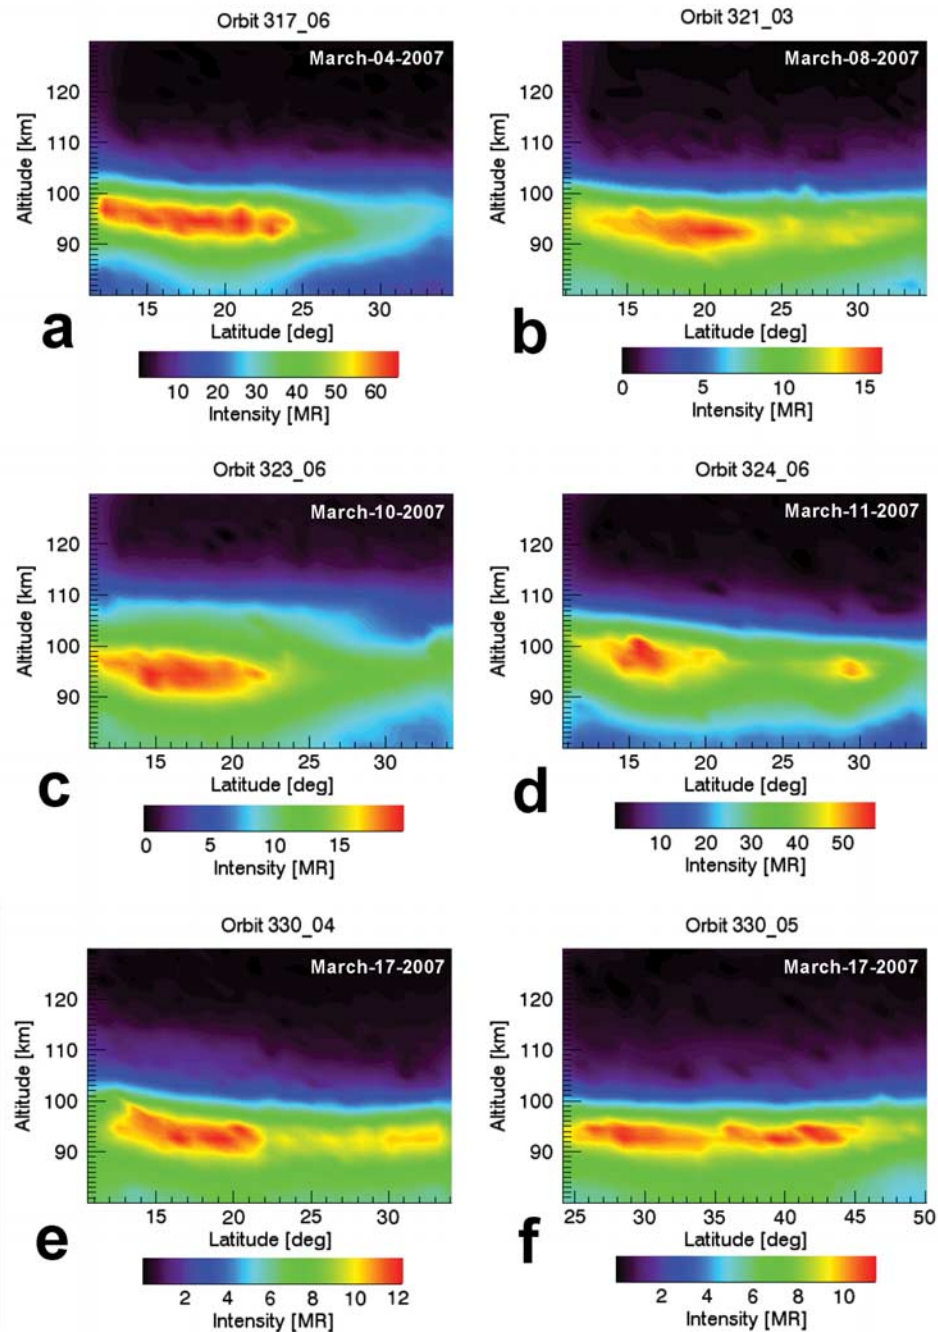 Orbit 317_06
March-04-2007
Altitude [km]
120
110
100
90
15 20 25 30
Latitude [deg]
a
10 20 30 40 50 60
Intensity [MR]
Orbit 321_03
March-08-2007
Altitude [km]
120
110
100
90
15 20 25 30
Latitude [deg]
b
0 5 10 15
Intensity [MR]
Orbit 323_06
March-10-2007
Altitude [km]
120
110
100
90
15 20 25 30
Latitude [deg]
c
0 5 10 15
Intensity [MR]
Orbit 324_06
March-11-2007
Altitude [km]
120
110
100
90
15 20 25 30
Latitude [deg]
d
10 20 30 40 50
Intensity [MR]
Orbit 330_04
March-17-2007
Altitude [km]
120
110
100
90
15 20 25 30
Latitude [deg]
e
2 4 6 8 10 12
Intensity [MR]
Orbit 330_05
March-17-2007
Altitude [km]
120
110
100
90
25 30 35 40 45 50
Latitude [deg]
f
2 4 6 8 10
Intensity [MR]